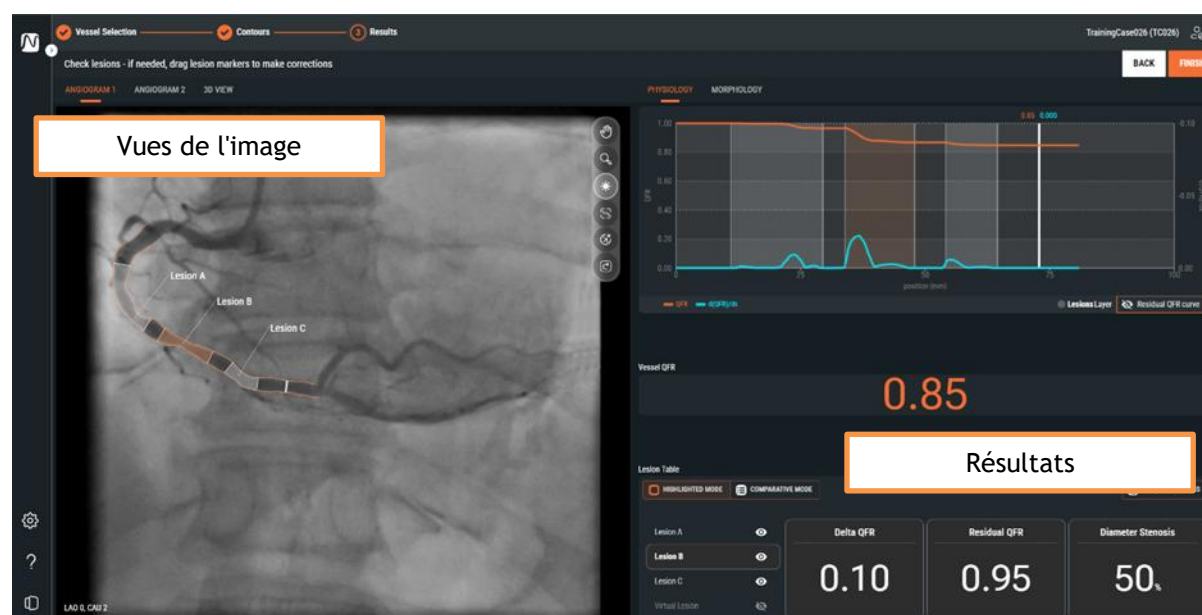 Vessel Selection
Contours
3
Results
TrainingCase026 (TC026)
Check lesions - if needed, drag lesion markers to make corrections
BACK
FINISH
ANGIOGRAM 1
ANGIOGRAM 2
3D VIEW
PHYSIOLOGY
MORPHOLOGY
Vues de l'image
0.85 0.000
1.00
0.80
0.60
0.40
0.20
0.00
QFR
-0.10
-0.05
0.00
25
50
75
100
position (mm)
QFR
d(QFR)/ds
Lesions Layer
Residual QFR curve
Lesion A
Lesion B
Lesion C
Vessel QFR
0.85
Résultats
Lesion Table
HIGHLIGHTED MODE
COMPARATIVE MODE
Lesion A
Lesion B
Lesion C
Virtual Lesion
Delta QFR
0.10
Residual QFR
0.95
Diameter Stenosis
50%
LAO 0, CAU 2